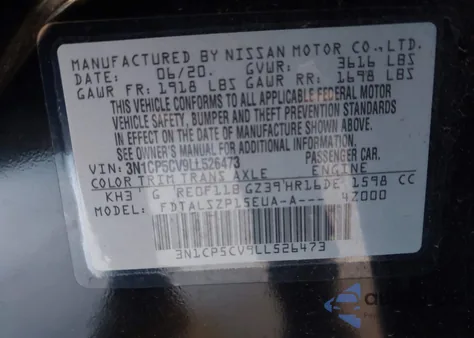 MANUFACTURED BY NISSAN MOTOR CO., LTD.
DATE: 06/20. GVWR: 3616 LBS
GAWR FR: 1918 LBS GAWR RR: 1698 LBS
THIS VEHICLE CONFORMS TO ALL APPLICABLE FEDERAL MOTOR
VEHICLE SAFETY, BUMPER AND THEFT PREVENTION STANDARDS
IN EFFECT ON THE DATE OF MANUFACTURE SHOWN ABOVE.
SEE OWNER'S MANUAL FOR ADDITIONAL INFORMATION.
VIN: 3N1CP5CV9LL526473 PASSENGER CAR.
COLOR TRIM TRANS AXLE ENGINE
KH3 G RE0F11B GZ39 HR16DE 1598 CC
FDTALSZP15EUA-A--- 4Z000
3N1CP5CV9LL526473